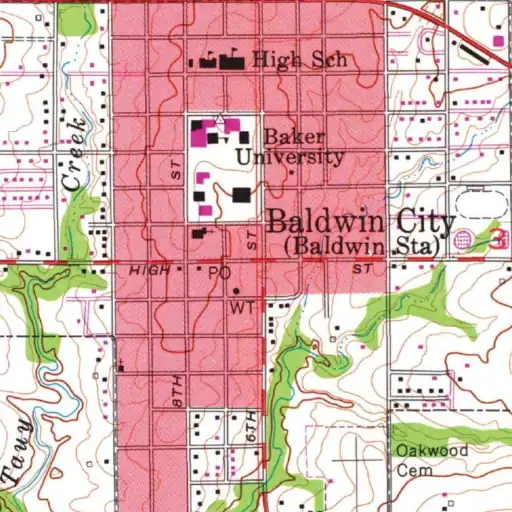 High Sch
Baker
University
Creek
ST
Baldwin City
(Baldwin Sta)
ST
3
HIGH
PO
ST
WT
8TH
6TH
Tauy
Oakwood
Cem